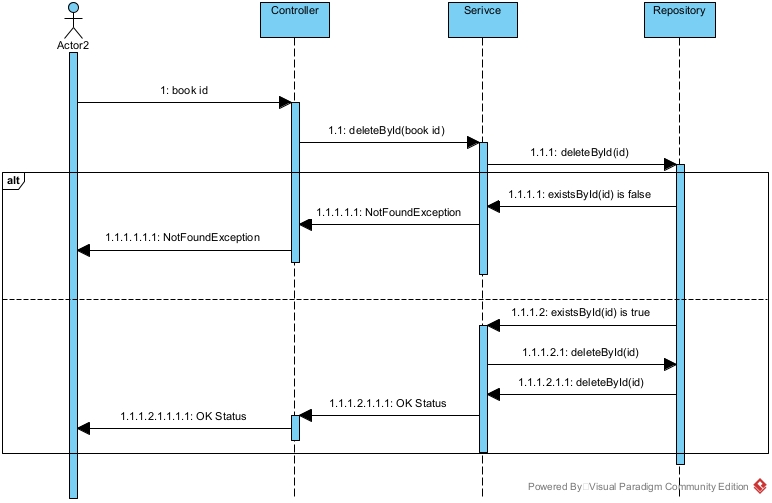 Controller
Serivce
Repository
Actor2
1: book id
1.1: deleteById(book id)
1.1.1: deleteById(id)
alt
1.1.1.1: existsById(id) is false
1.1.1.1.1: NotFoundException
1.1.1.1.1.1: NotFoundException
1.1.1.2: existsById(id) is true
1.1.1.2.1: deleteById(id)
1.1.1.2.1.1: deleteById(id)
1.1.1.2.1.1.1: OK Status
1.1.1.2.1.1.1.1: OK Status
Powered By Visual Paradigm Community Edition